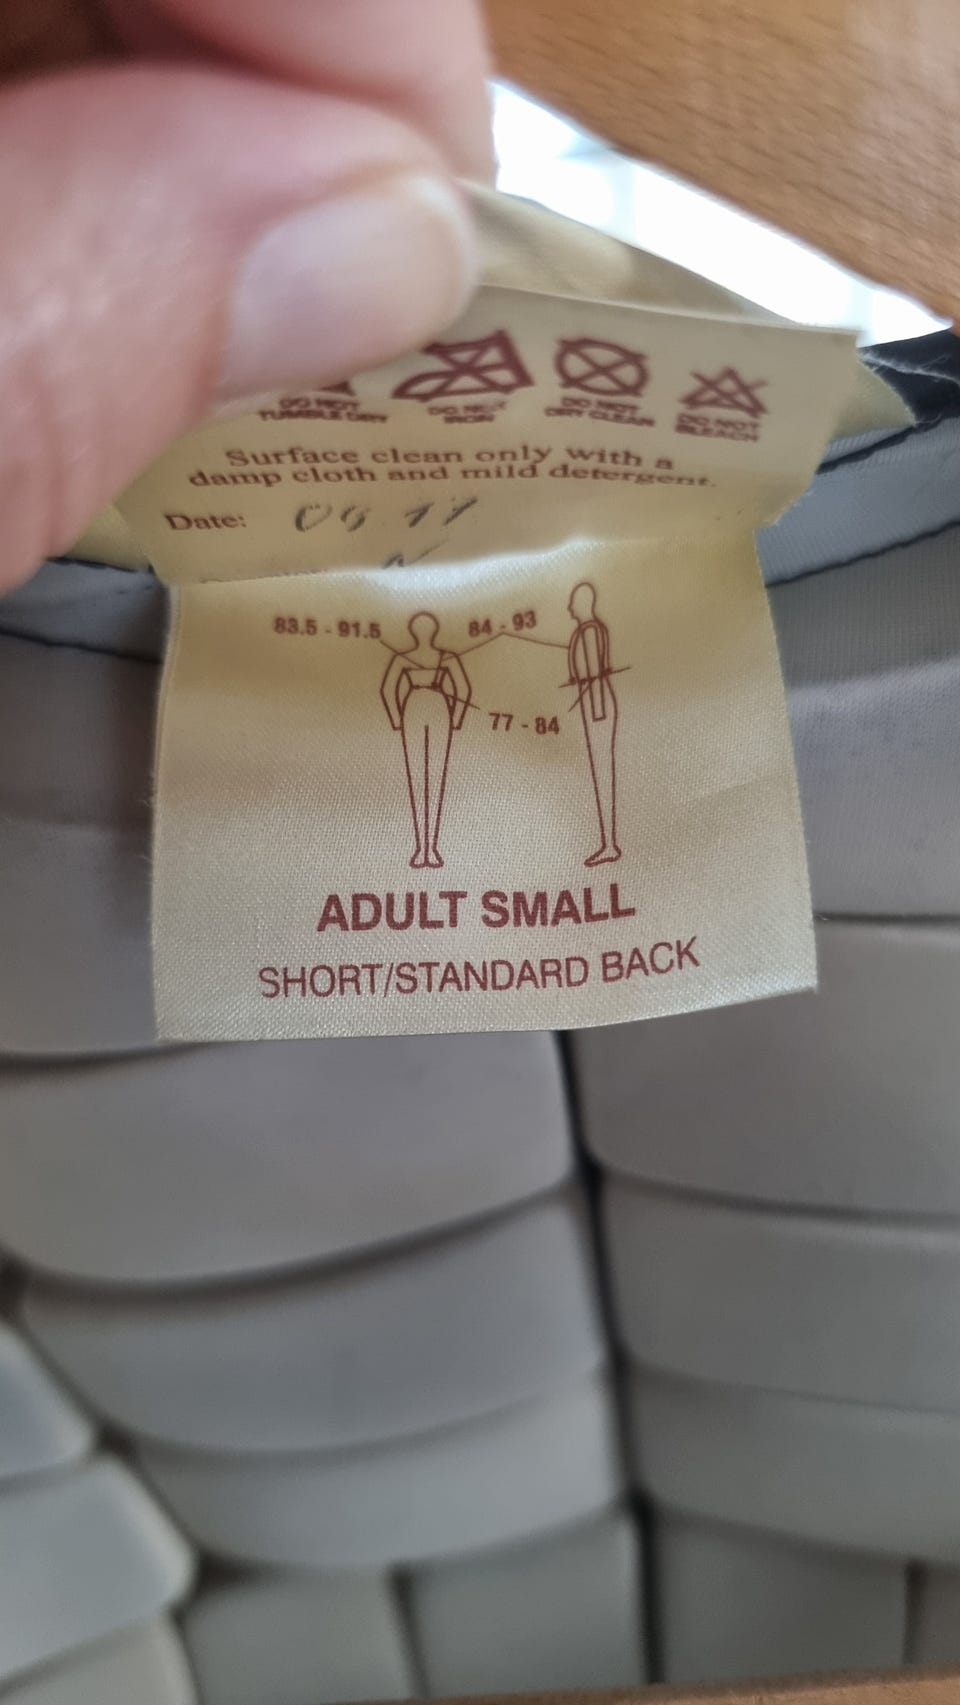 DO NOT
TUMBLE DRY
DO NOT
IRON
DO NOT
DRY CLEAN
DO NOT
BLEACH
Surface clean only with a
damp cloth and mild detergent.
Date:
83.5 - 91.5
84 - 93
77 - 84
ADULT SMALL
SHORT/STANDARD BACK